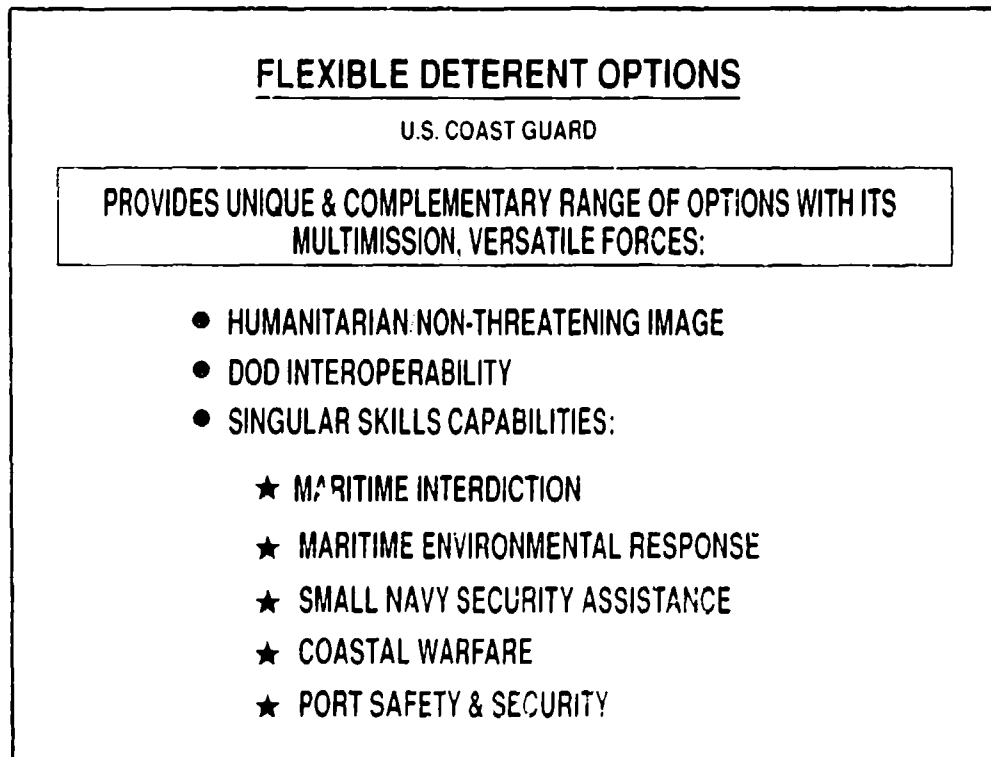 FLEXIBLE DETERENT OPTIONS
U.S. COAST GUARD
PROVIDES UNIQUE & COMPLEMENTARY RANGE OF OPTIONS WITH ITS
MULTIMISSION, VERSATILE FORCES:
● HUMANITARIAN/NON-THREATENING IMAGE
● DOD INTEROPERABILITY
● SINGULAR SKILLS CAPABILITIES:
★ MARITIME INTERDICTION
★ MARITIME ENVIRONMENTAL RESPONSE
★ SMALL NAVY SECURITY ASSISTANCE
★ COASTAL WARFARE
★ PORT SAFETY & SECURITY